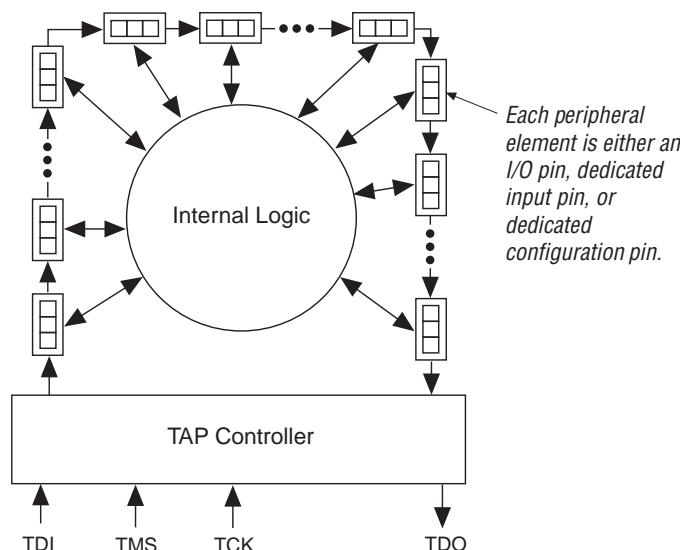 Each peripheral
element is either an
I/O pin, dedicated
input pin, or
dedicated
configuration pin.
Internal Logic
TAP Controller
TDI
TMS
TCK
TDO